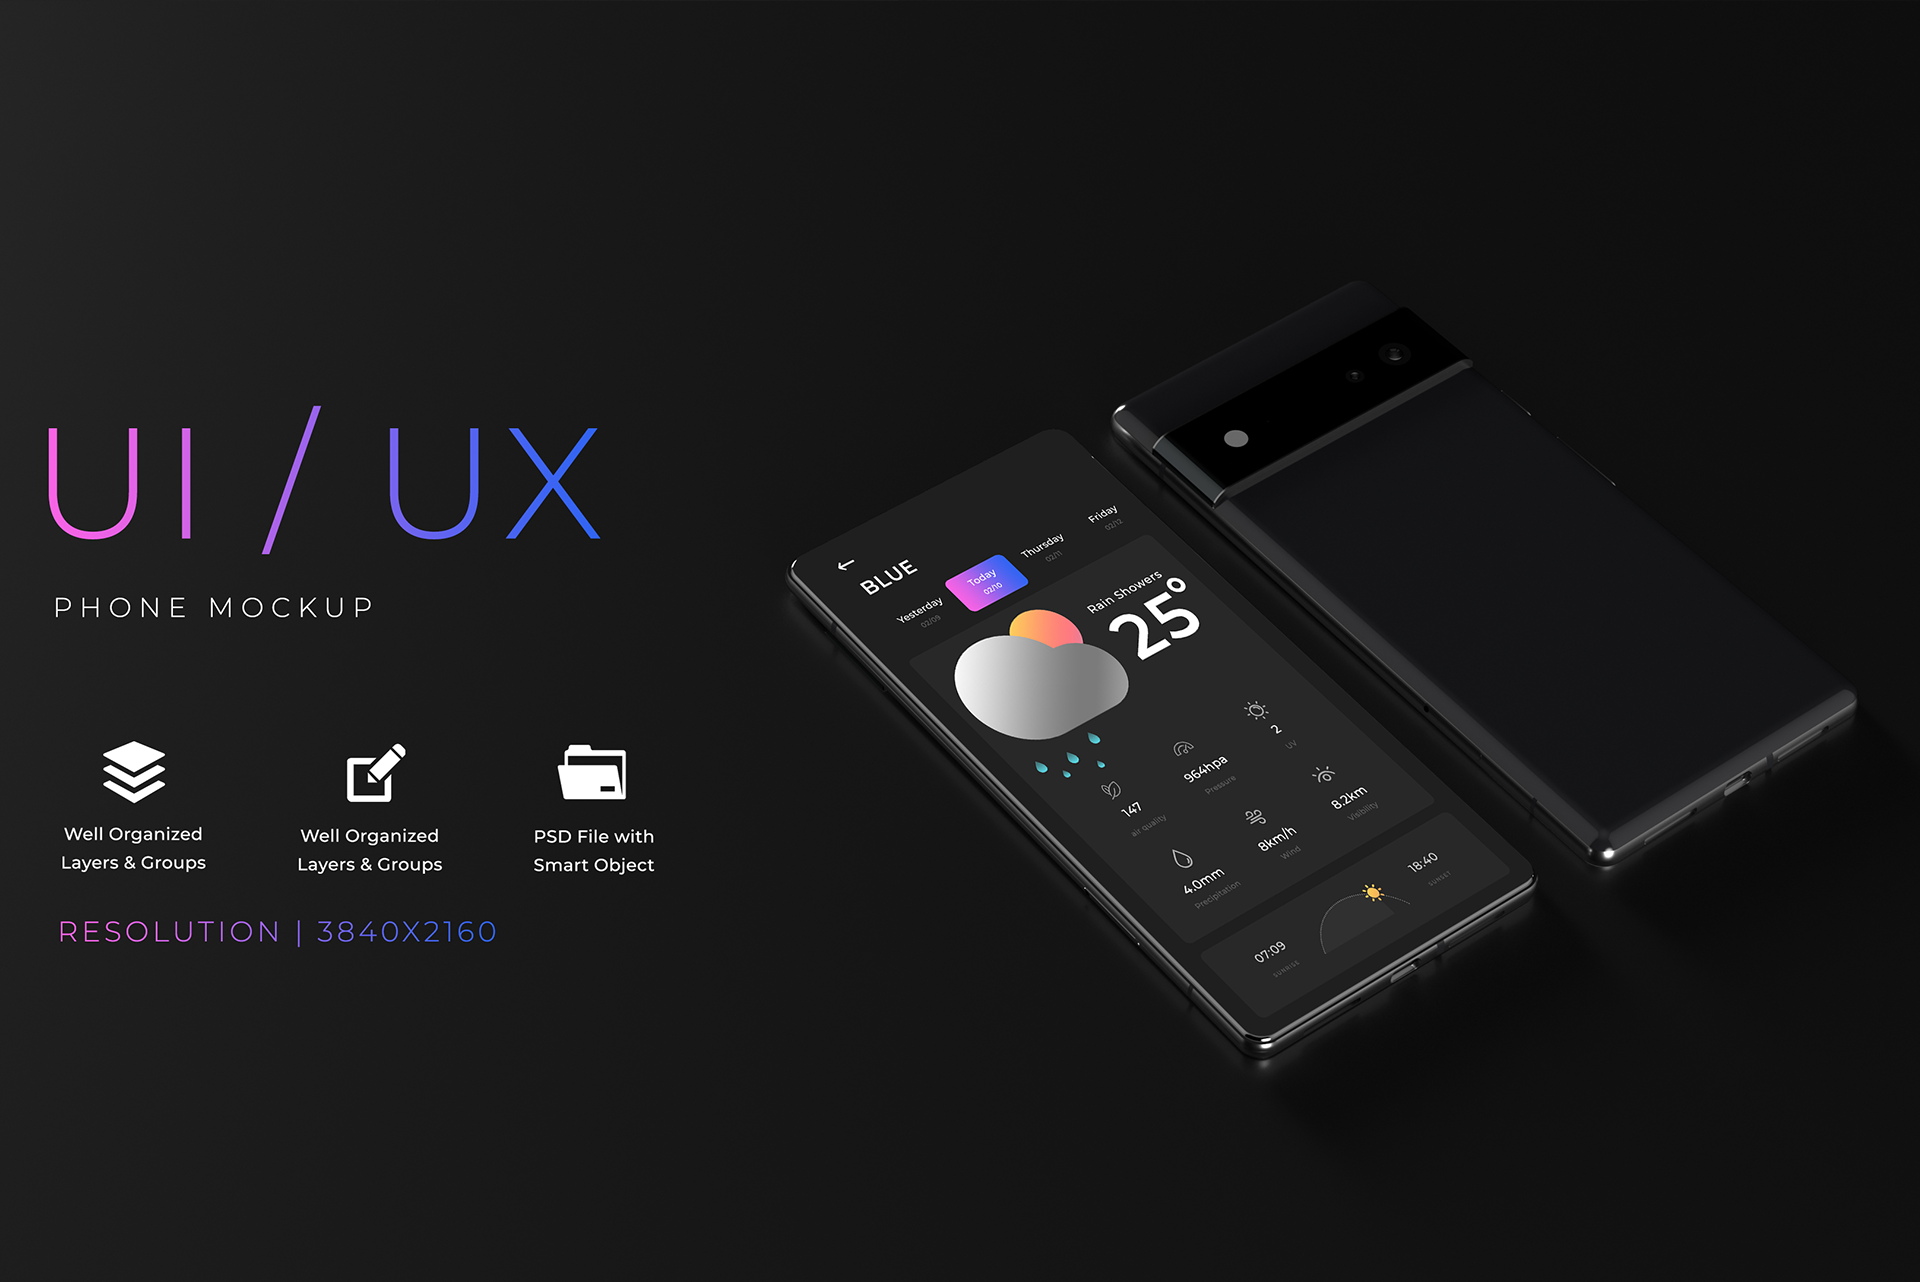 UI / UX
PHONE MOCKUP
Well Organized
Layers & Groups
Well Organized
Layers & Groups
PSD File with
Smart Object
RESOLUTION | 3840X2160
BLUE
Yesterday
02/09
Today
02/10
Thursday
02/11
Friday
02/12
Rain Showers
25°
147
air quality
964hpa
Pressure
2
UV
4.0mm
Precipitation
8km/h
Wind
8.2km
Visibility
07:09
SUNRISE
18:40
SUNSET